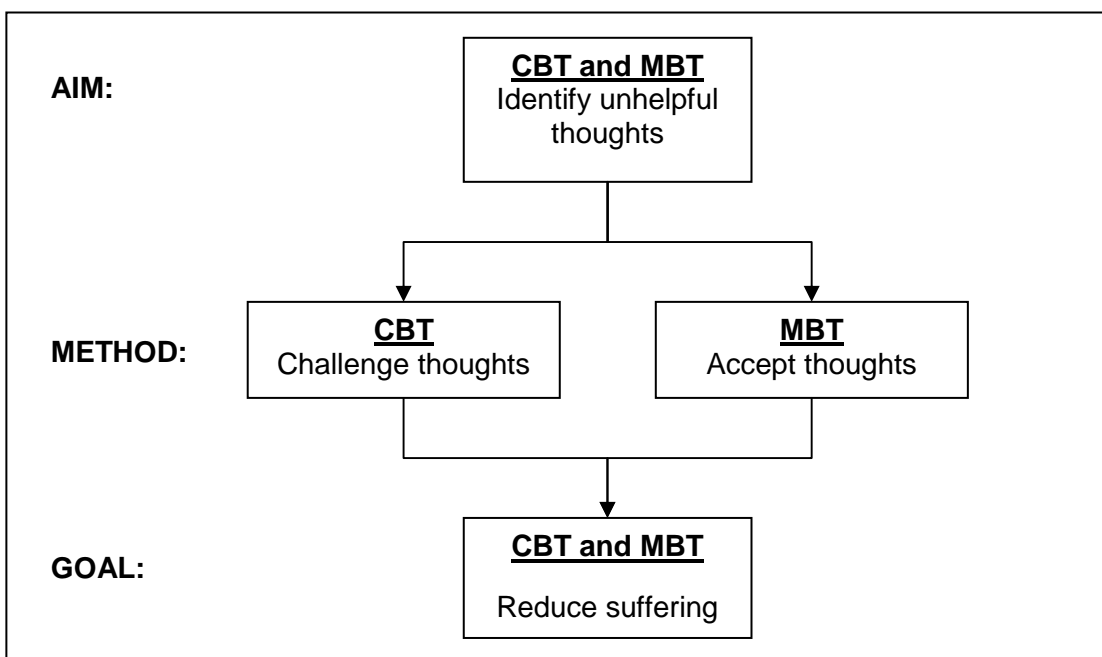 AIM:
CBT and MBT
Identify unhelpful
thoughts
METHOD:
CBT
Challenge thoughts
MBT
Accept thoughts
GOAL:
CBT and MBT
Reduce suffering